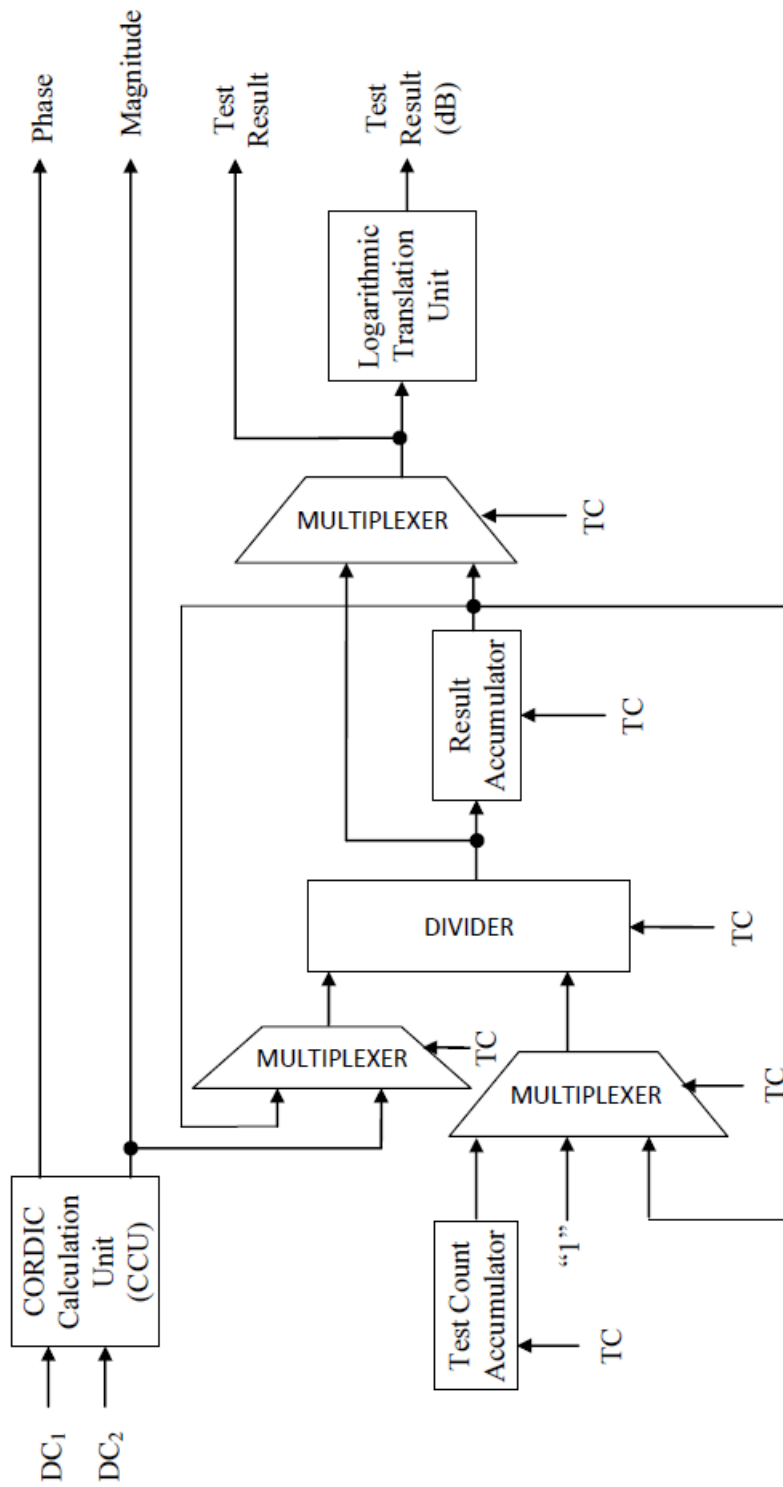 Phase
Magnitude
Test
Result
Test
Result
(dB)
Logarithmic
Translation
Unit
MULTIPLEXER
TC
Result
Accumulator
TC
DIVIDER
TC
MULTIPLEXER
TC
MULTIPLEXER
TC
CORDIC
Calculation
Unit
(CCU)
DC₁
DC₂
Test Count
Accumulator
TC
“1”